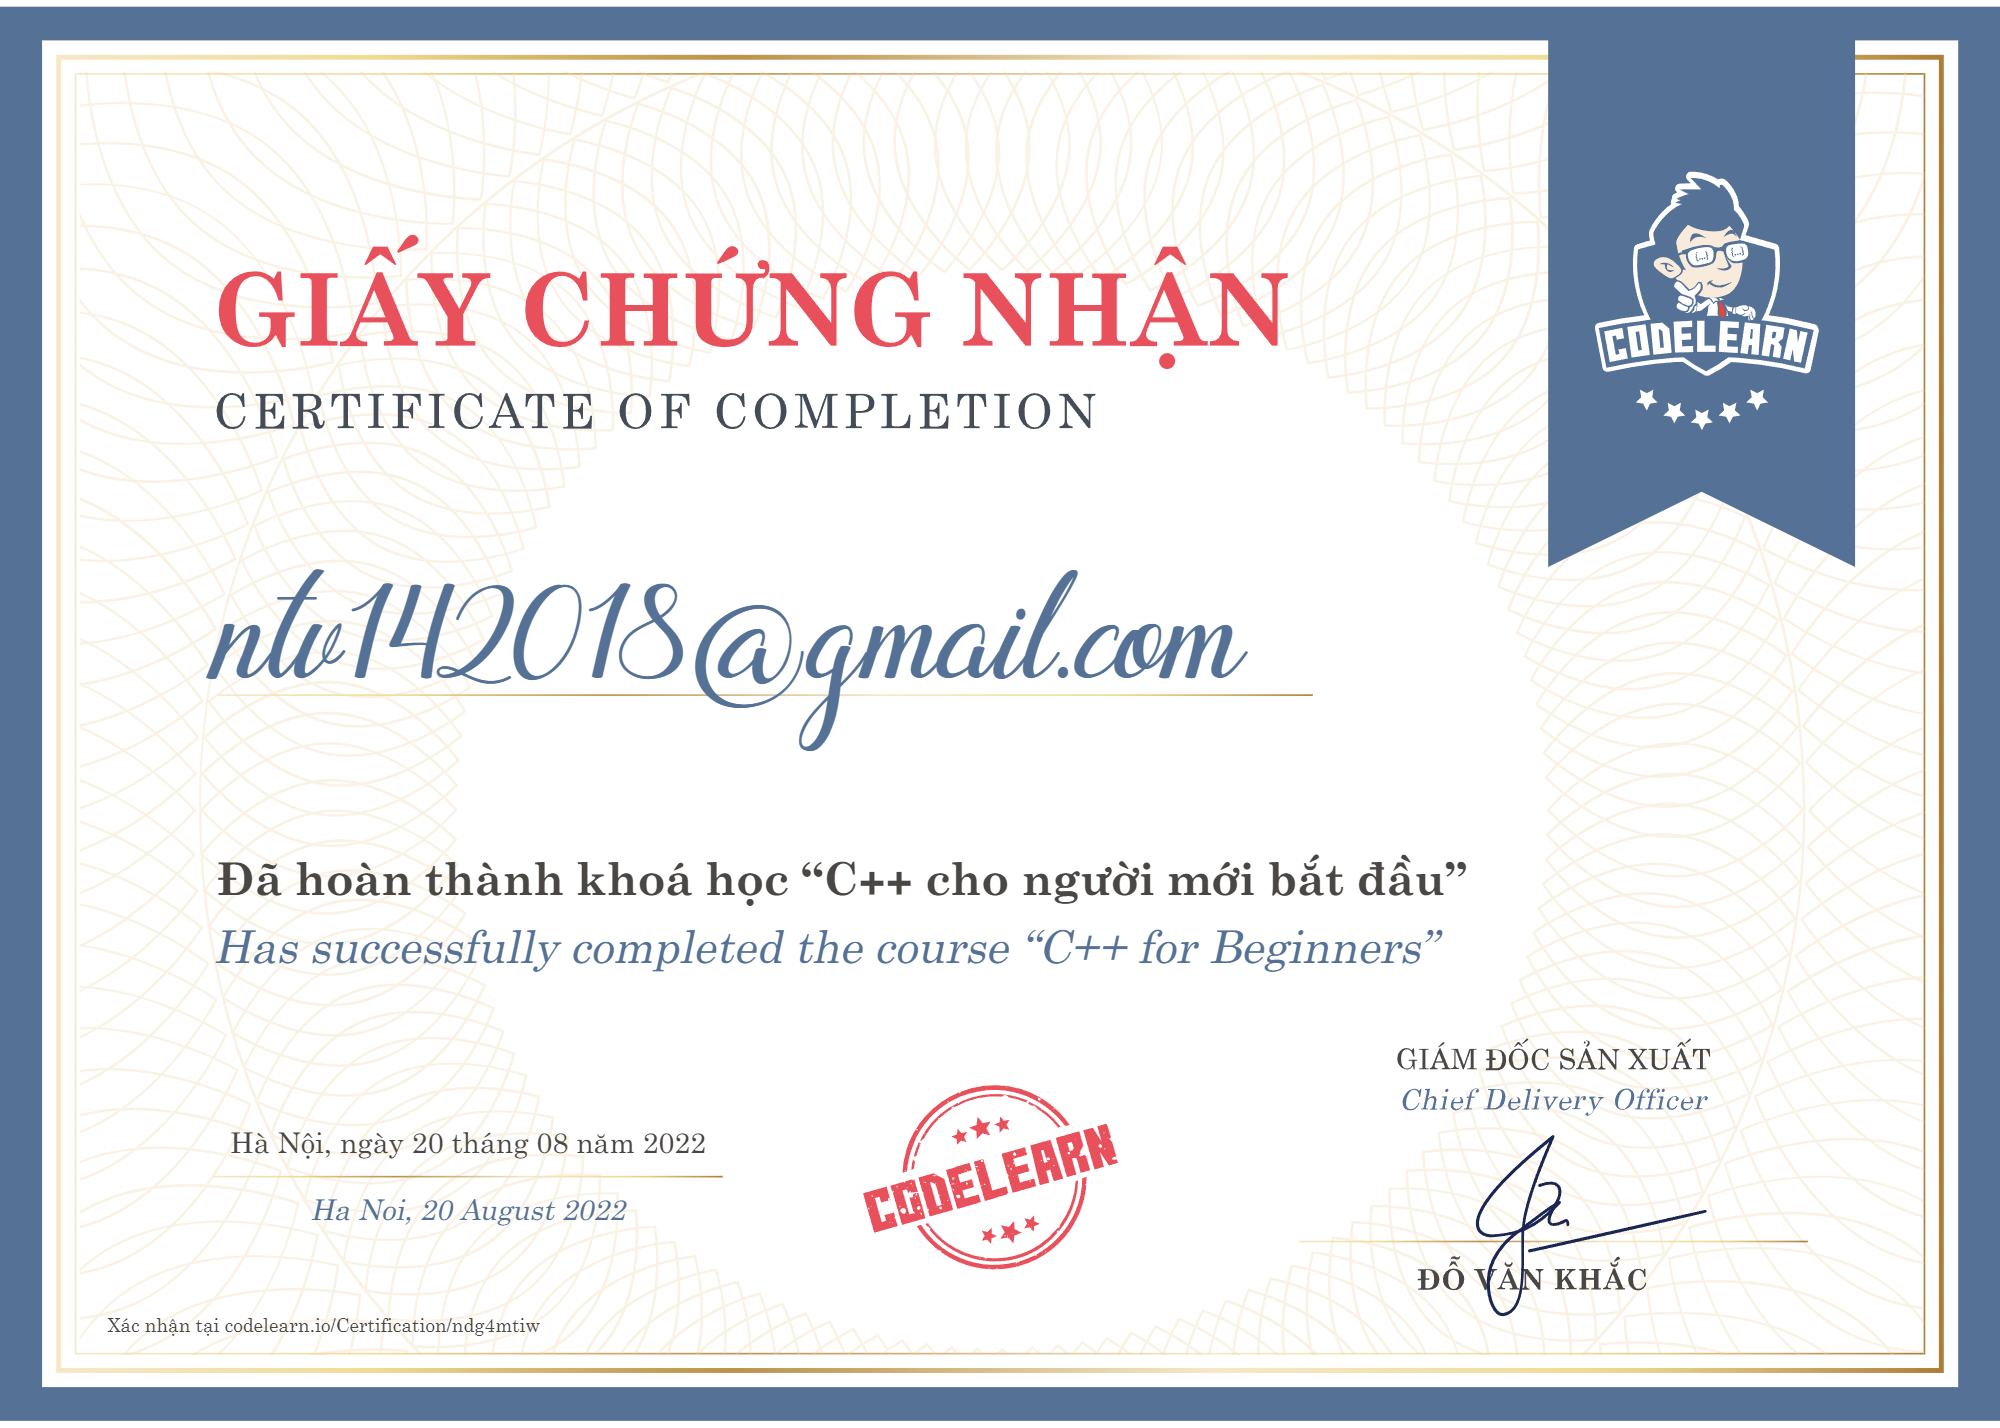 GIẤY CHỨNG NHẬN
CERTIFICATE OF COMPLETION
{...} {...}
CODELEARN
ntv142018@gmail.com
Đã hoàn thành khoá học “C++ cho người mới bắt đầu”
Has successfully completed the course “C++ for Beginners”
GIÁM ĐỐC SẢN XUẤT
Chief Delivery Officer
Hà Nội, ngày 20 tháng 08 năm 2022
Ha Noi, 20 August 2022
CODELEARN
ĐỖ VĂN KHẮC
Xác nhận tại codelearn.io/Certification/ndg4mtiw